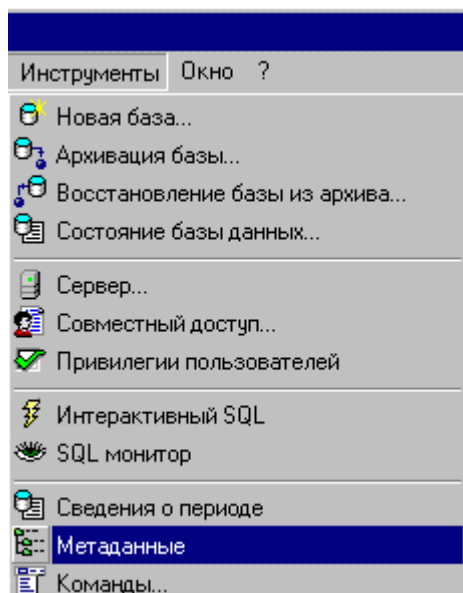 Инструменты Окно ?
Новая база...
Архивация базы...
Восстановление базы из архива...
Состояние базы данных...
Сервер...
Совместный доступ...
Привилегии пользователей
Интерактивный SQL
SQL монитор
Сведения о периоде
Метаданные
Команды...